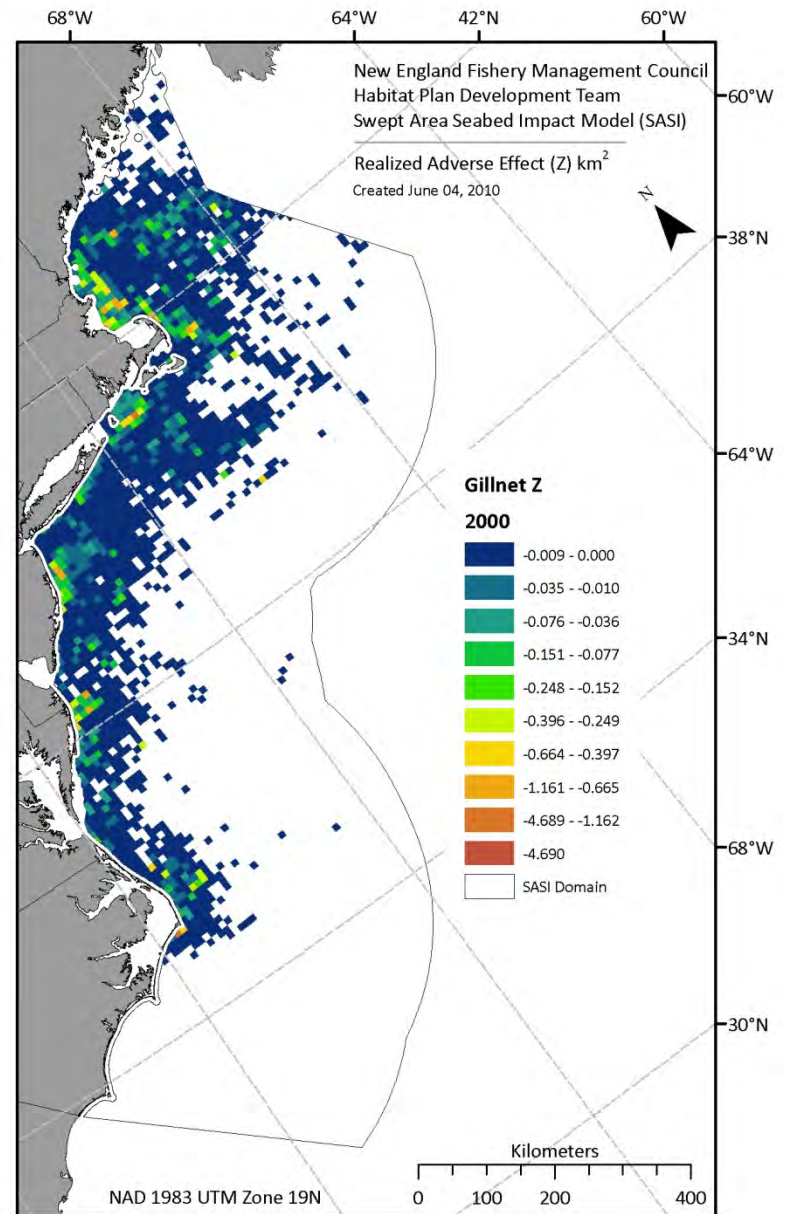 68°W 64°W 42°N 60°W
New England Fishery Management Council
Habitat Plan Development Team
Swept Area Seabed Impact Model (SASI)
Realized Adverse Effect (Z) km²
Created June 04, 2010
60°W
N
38°N
64°W
Gillnet Z
2000
-0.009 - 0.000
-0.035 - -0.010
-0.076 - -0.036
-0.151 - -0.077
34°N
-0.248 - -0.152
-0.396 - -0.249
-0.664 - -0.397
-1.161 - -0.665
-4.689 - -1.162
-4.690
68°W
SASI Domain
30°N
Kilometers
NAD 1983 UTM Zone 19N
0 100 200 400